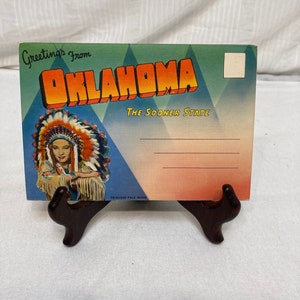 Greetings From
OKLAHOMA
THE SOONER STATE